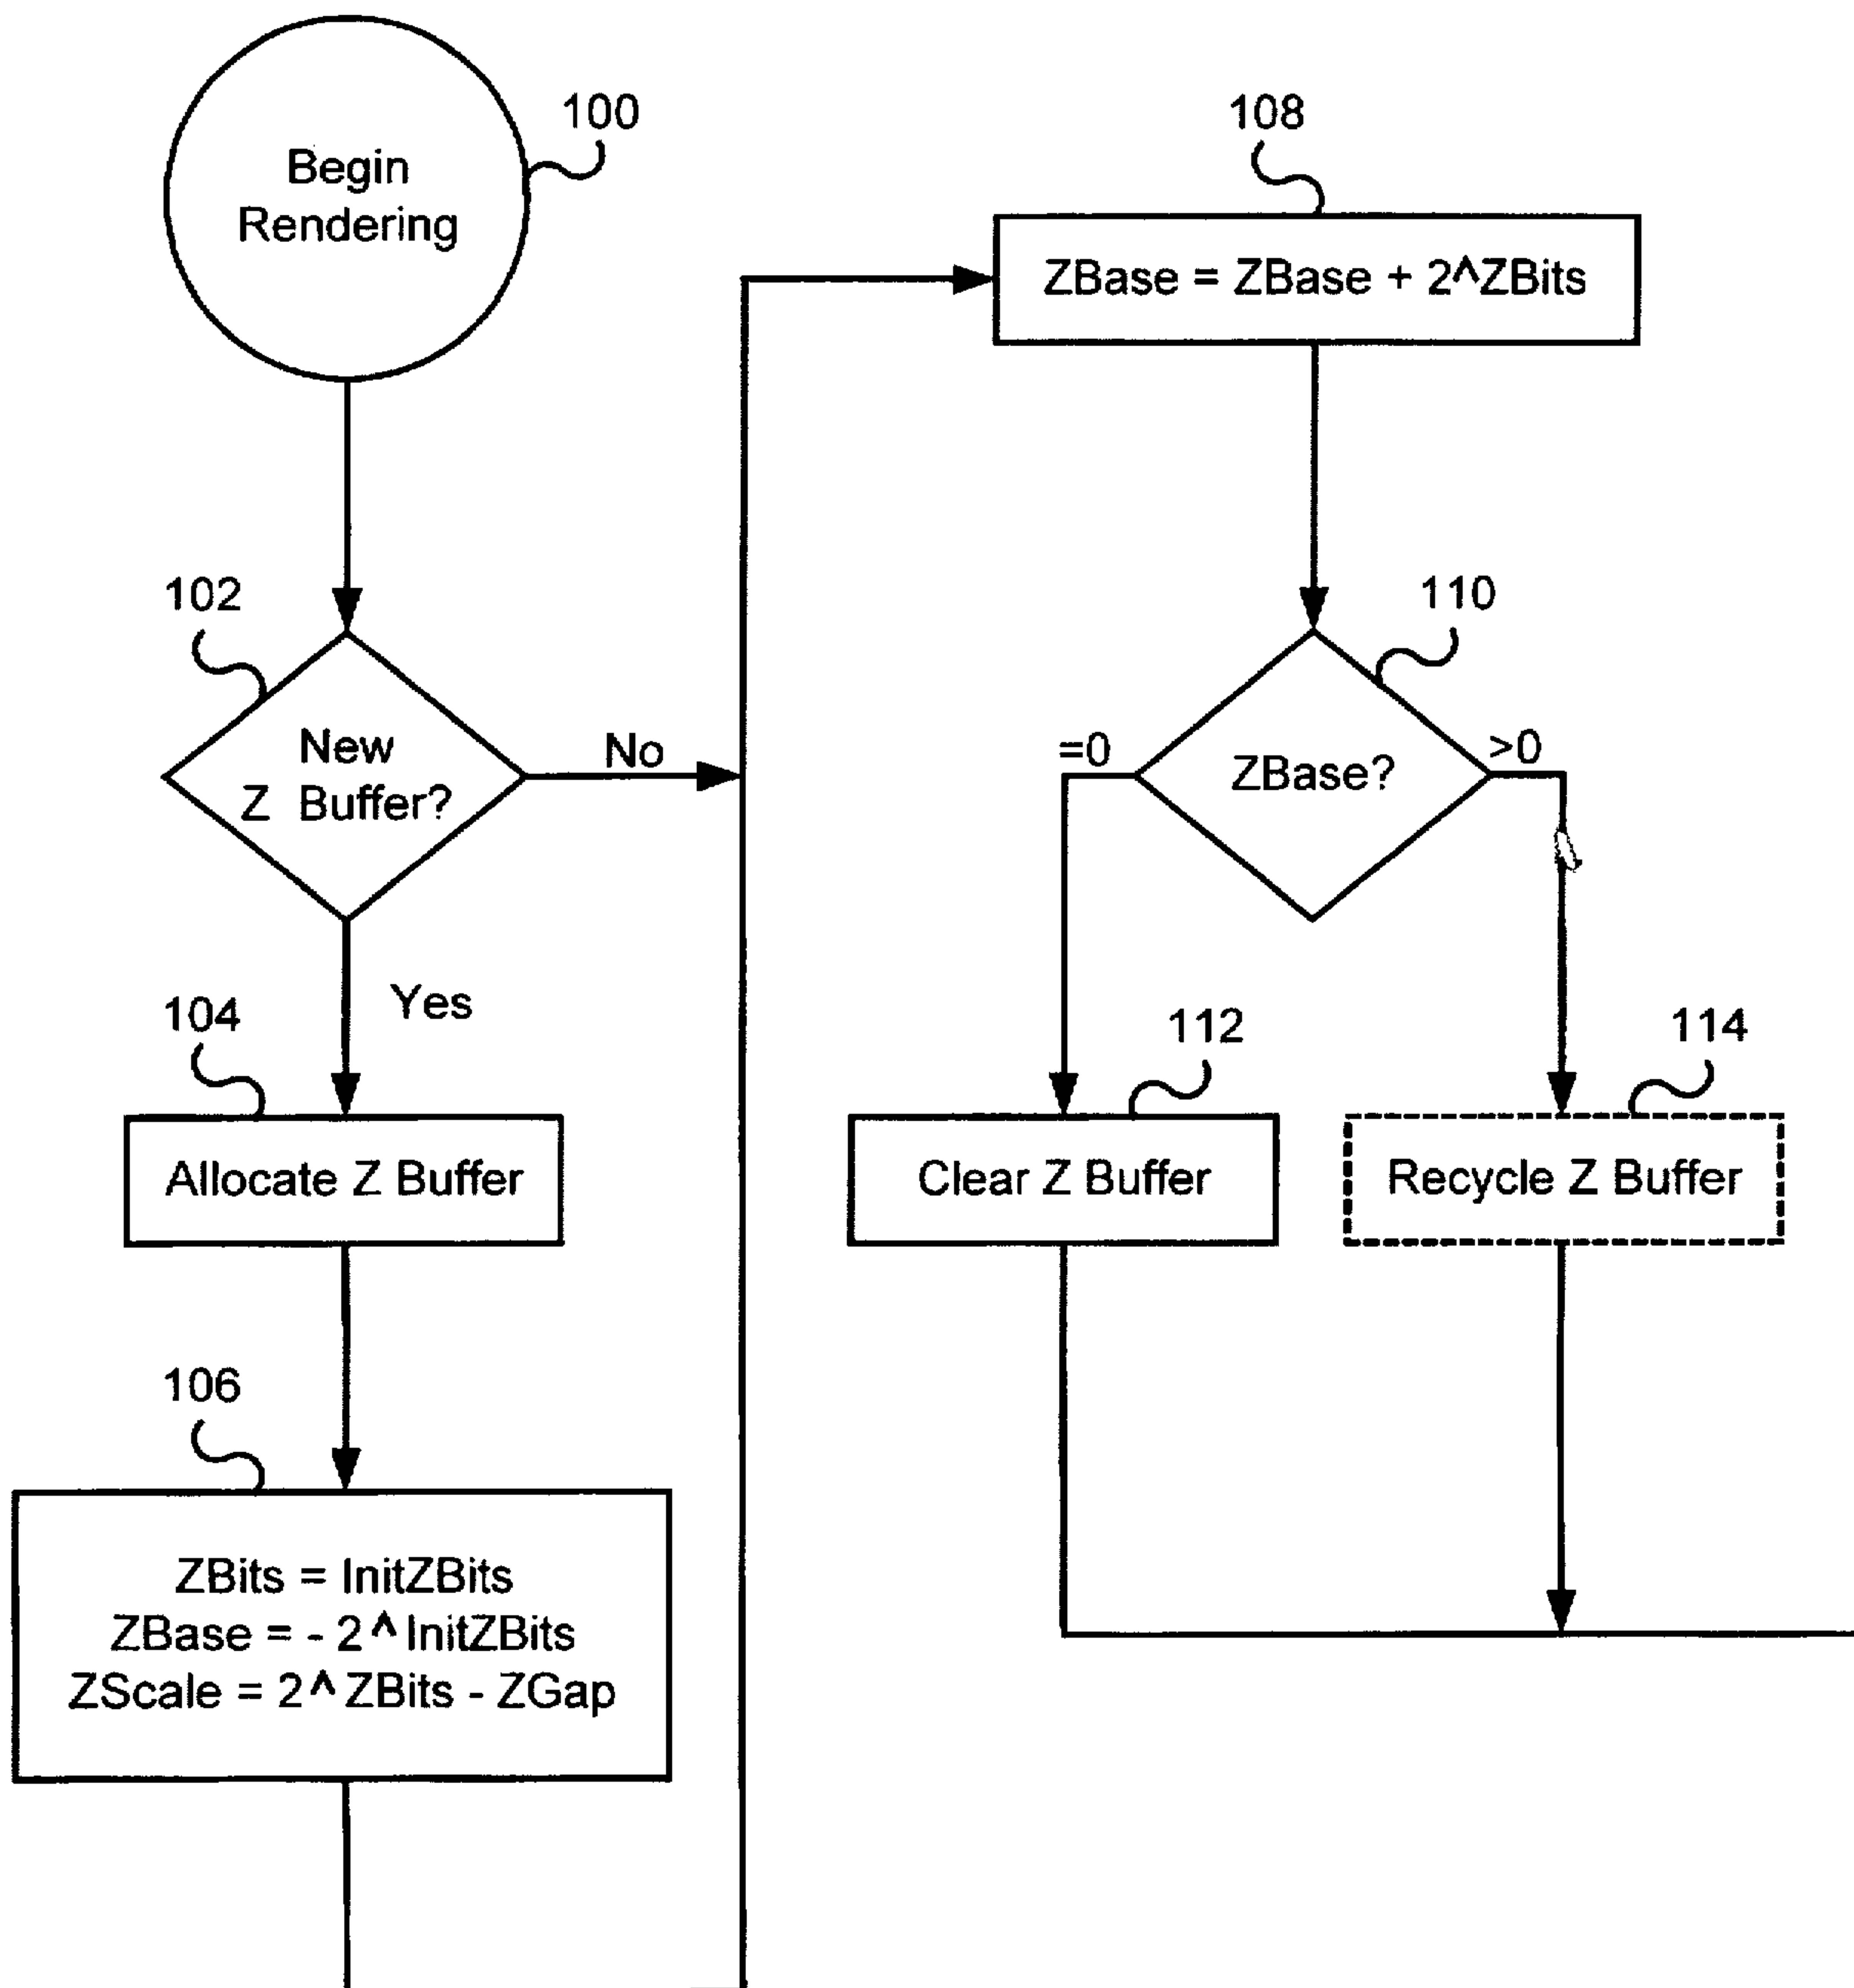 100
Begin
Rendering
102
New
Z Buffer?
No
Yes
104
Allocate Z Buffer
106
ZBits = InitZBits
ZBase = - 2^InitZBits
ZScale = 2^ZBits - ZGap
108
ZBase = ZBase + 2^ZBits
110
=0
ZBase?
>0
112
Clear Z Buffer
114
Recycle Z Buffer